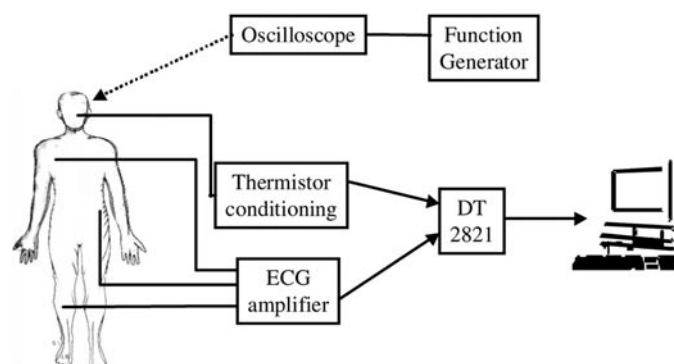 Oscilloscope
Function
Generator
Thermistor
conditioning
DT
2821
ECG
amplifier